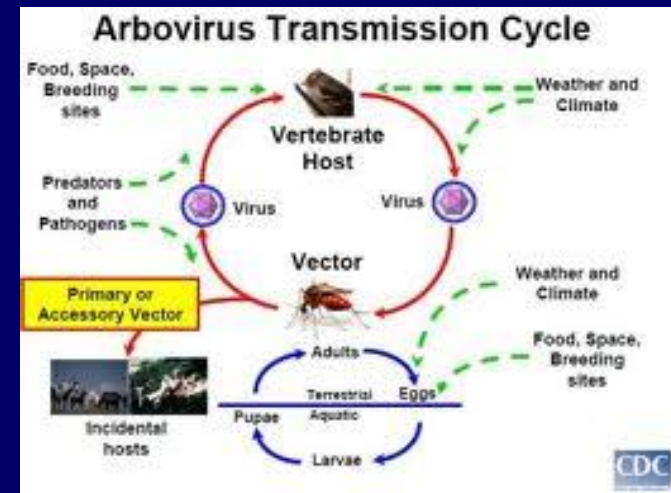 Arbovirus Transmission Cycle
Food, Space,
Breeding
sites
Weather and
Climate
Vertebrate
Host
Predators
and
Pathogens
Virus
Virus
Vector
Primary or
Accessory Vector
Weather and
Climate
Food, Space,
Breeding
sites
Adults
Terrestrial
Eggs
Pupae
Aquatic
Larvae
Incidental
hosts
CDC